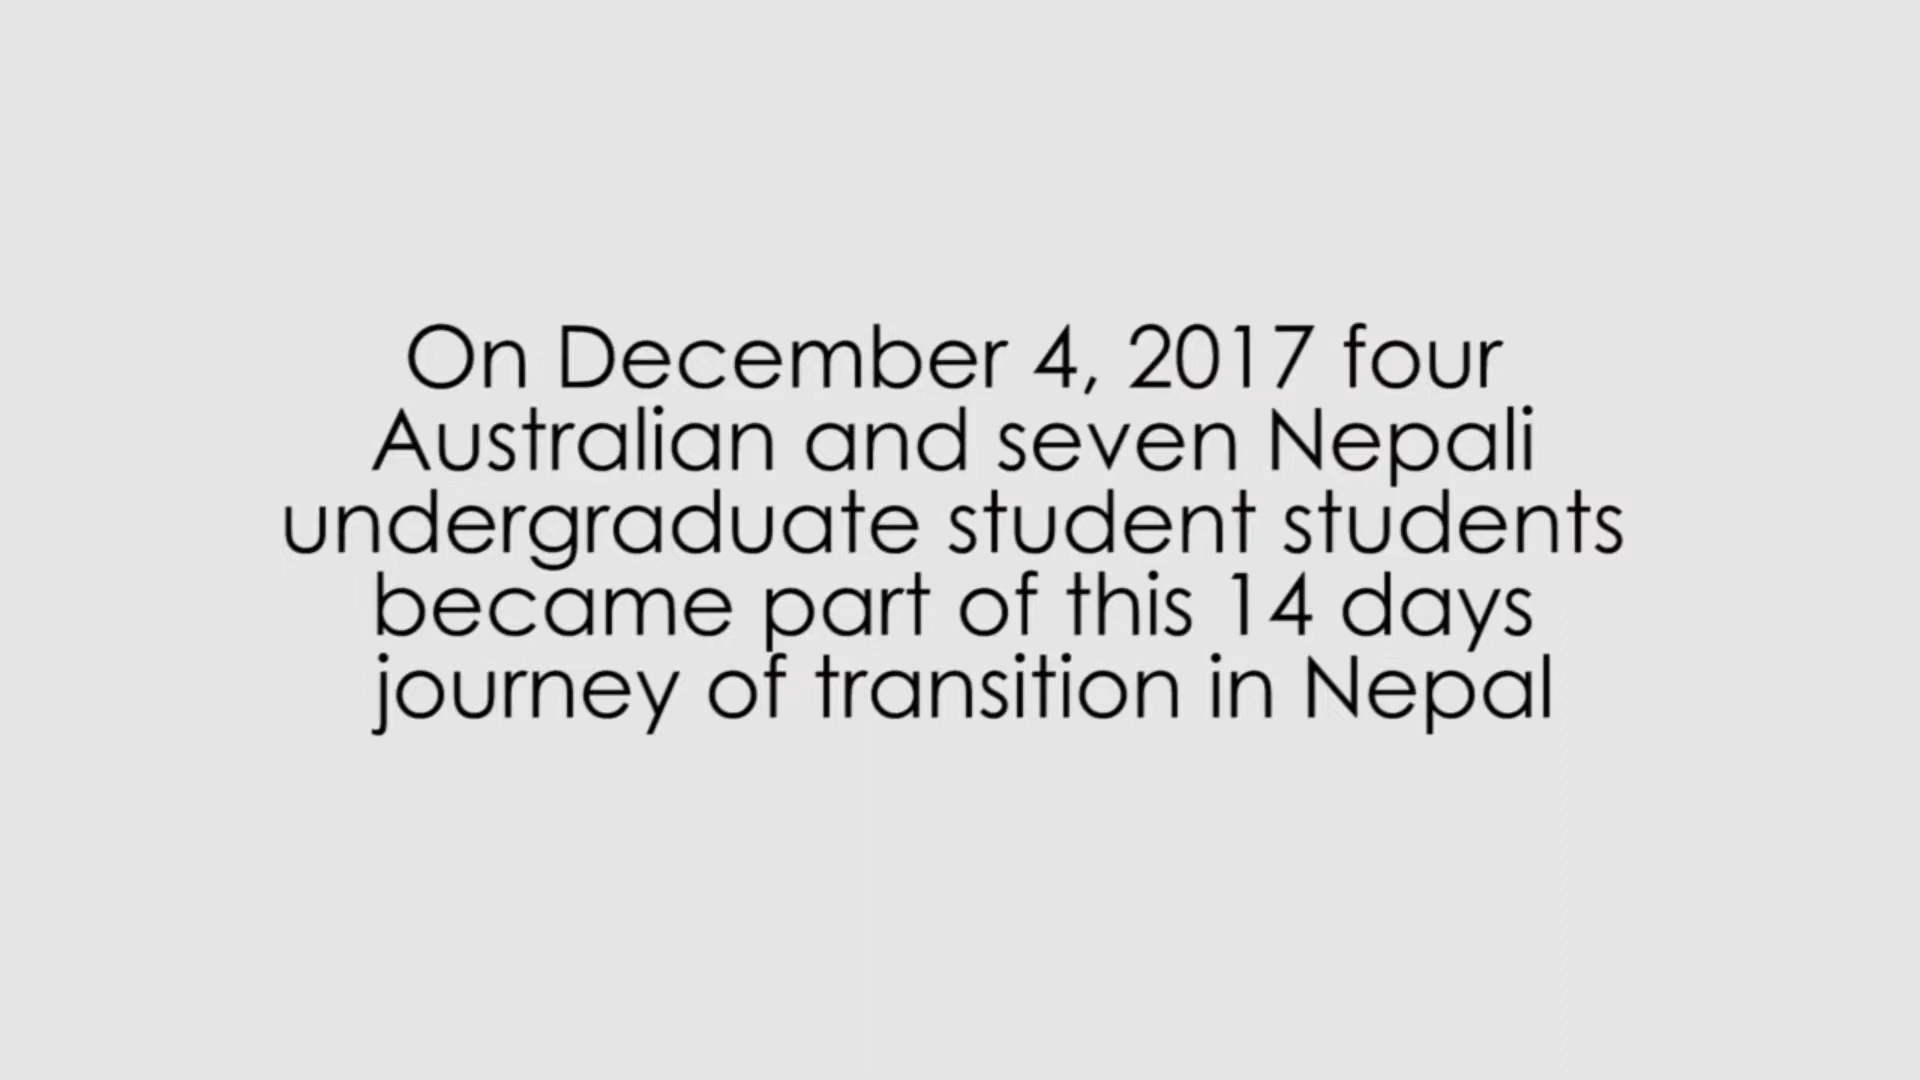 On December 4, 2017 four
Australian and seven Nepali
undergraduate student students
became part of this 14 days
journey of transition in Nepal